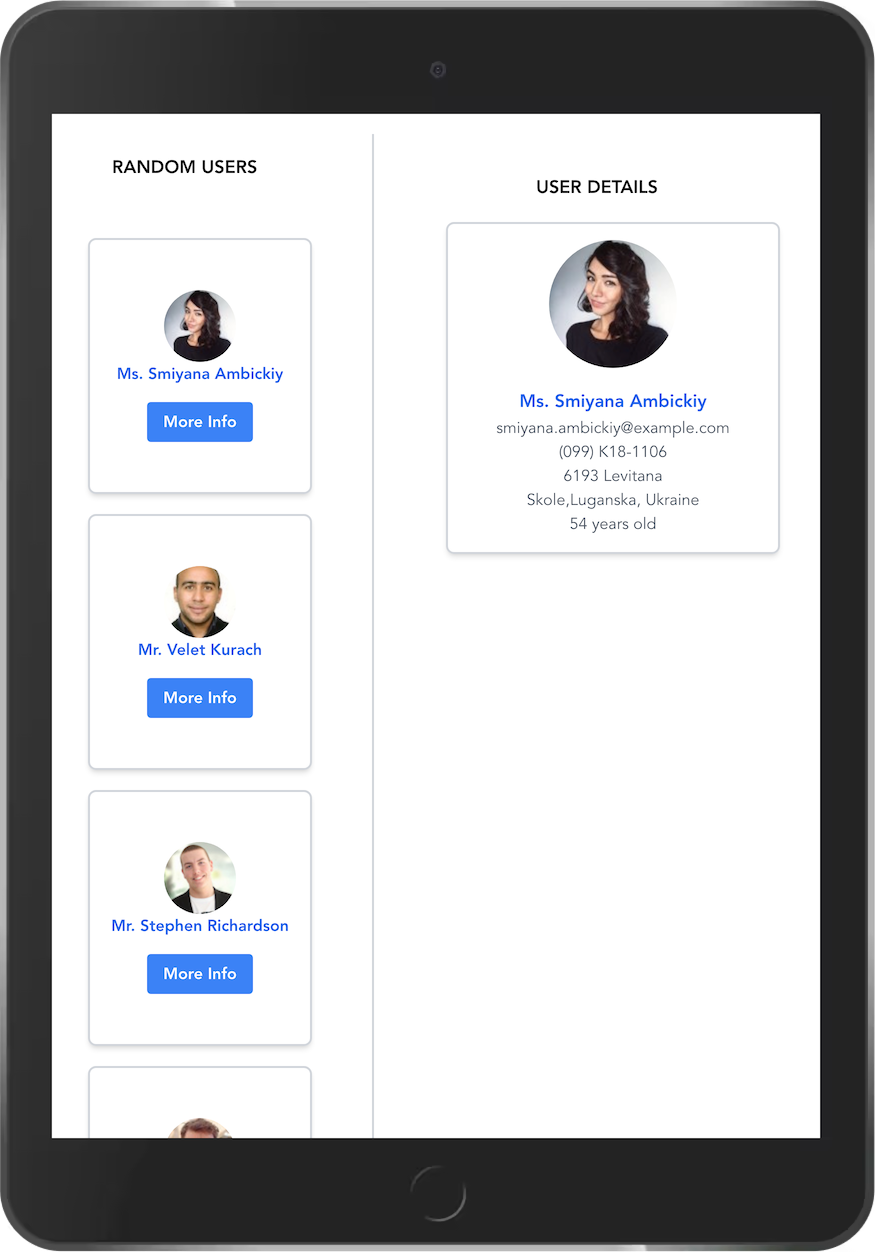 RANDOM USERS
Ms. Smiyana Ambickiy
More Info
Mr. Velet Kurach
More Info
Mr. Stephen Richardson
More Info
USER DETAILS
Ms. Smiyana Ambickiy
smiyana.ambickiy@example.com
(099) K18-1106
6193 Levitana
Skole,Luganska, Ukraine
54 years old